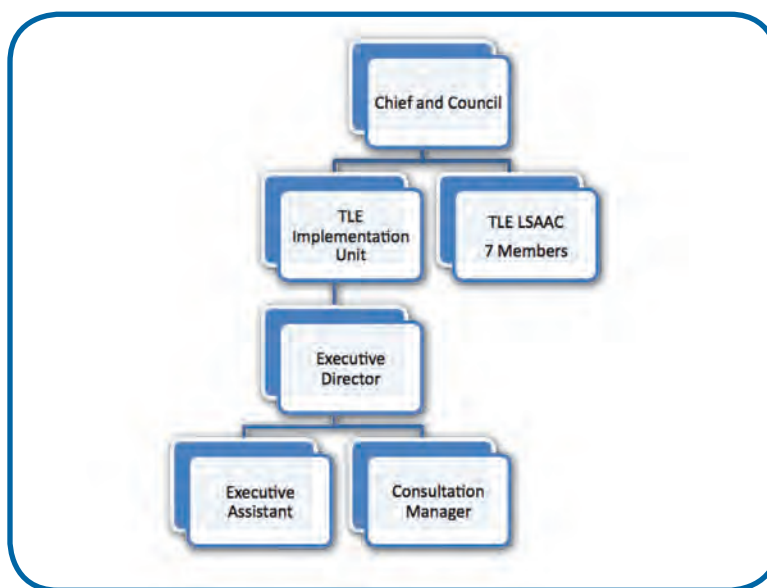 Chief and Council
TLE
Implementation
Unit
TLE LSAAC
7 Members
Executive
Director
Executive
Assistant
Consultation
Manager